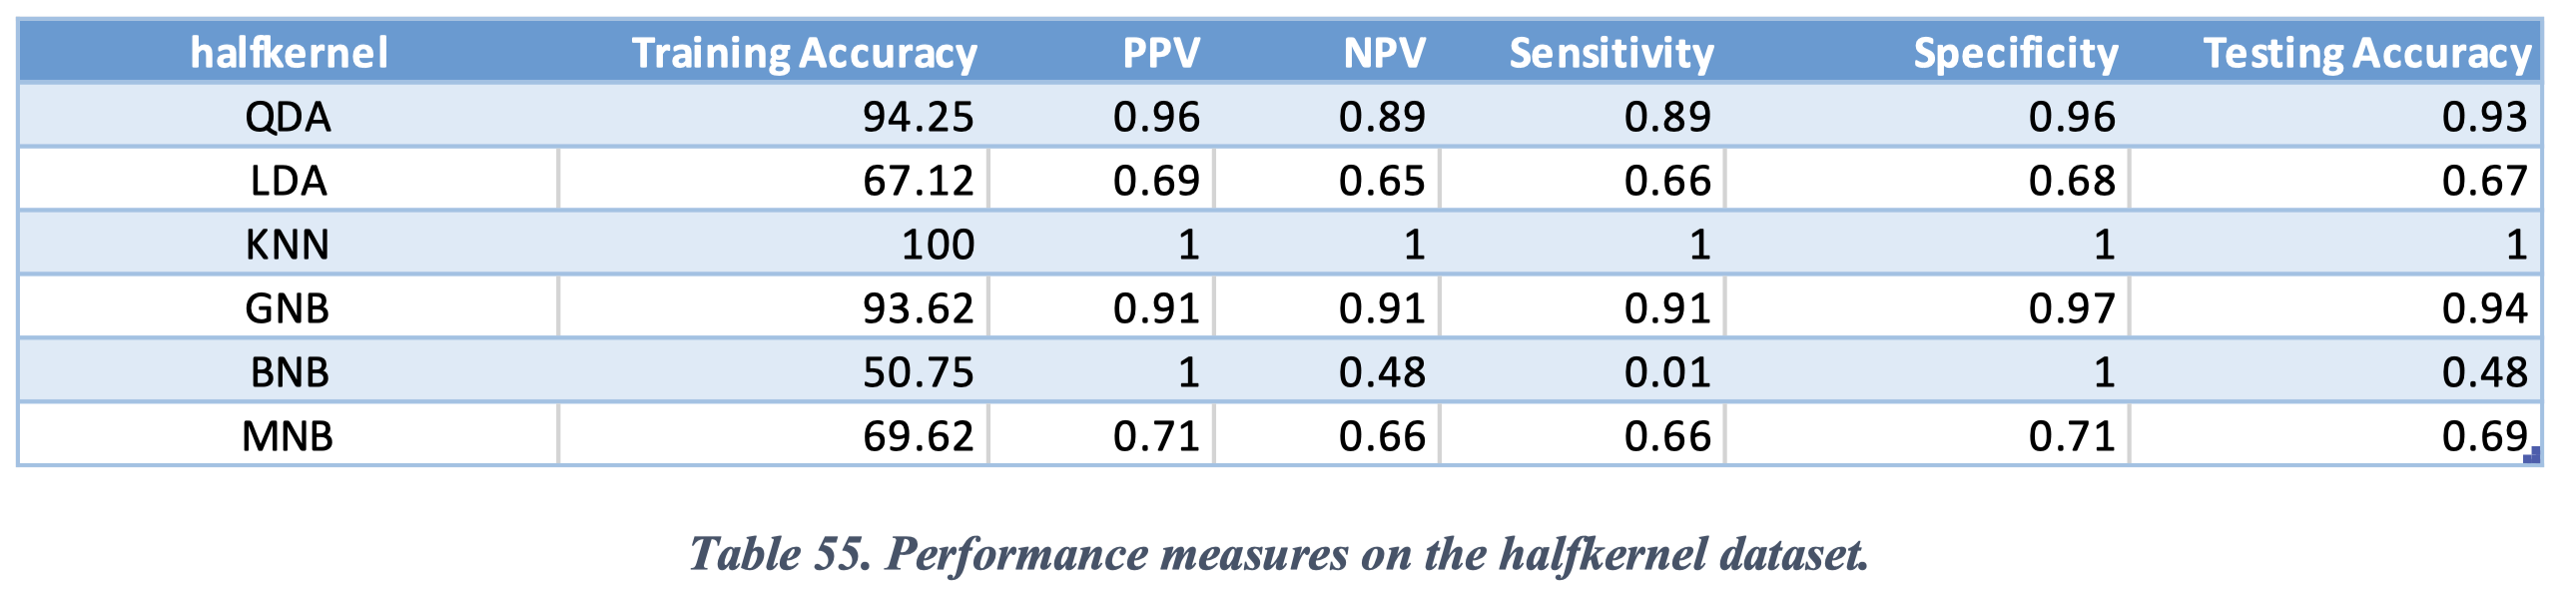 halfkernel Training Accuracy PPV NPV Sensitivity Specificity Testing Accuracy
QDA 94.25 0.96 0.89 0.89 0.96 0.93
LDA 67.12 0.69 0.65 0.66 0.68 0.67
KNN 100 1 1 1 1 1
GNB 93.62 0.91 0.91 0.91 0.97 0.94
BNB 50.75 1 0.48 0.01 1 0.48
MNB 69.62 0.71 0.66 0.66 0.71 0.69
Table 55. Performance measures on the halfkernel dataset.